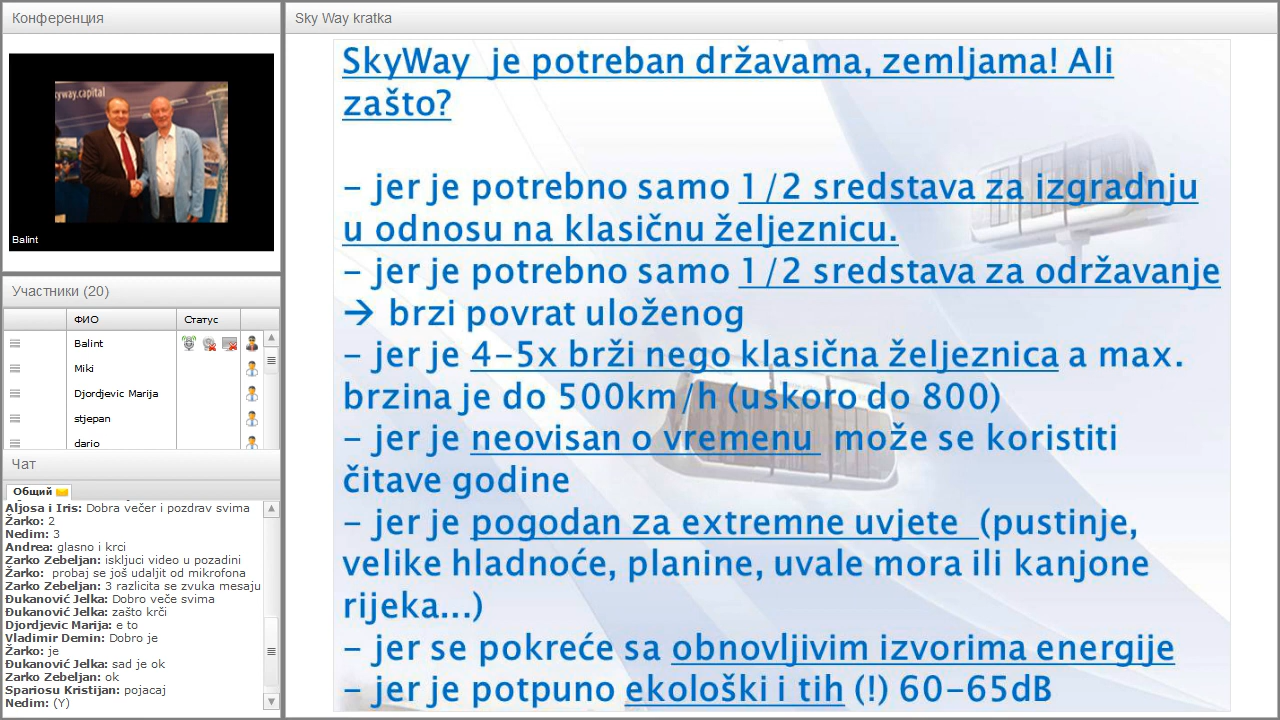 Конференция
yway.capital
Balint
Участники (20)
ФИО
Статус
Balint
Miki
Djordjevic Marija
stjepan
dario
Чат
Общий
Aljosa i Iris: Dobra večer i pozdrav svima
Žarko: 2
Nedim: 3
Andrea: glasno i krci
Zarko Zebeljan: iskljuci video u pozadini
Žarko: probaj se još udaljit od mikrofona
Zarko Zebeljan: 3 razlicita se zvuka mesaju
Đukanović Jelka: Dobro veče svima
Đukanović Jelka: zašto krči
Djordjevic Marija: e to
Vladimir Demin: Dobro je
Žarko: je
Đukanović Jelka: sad je ok
Zarko Zebeljan: ok
Spariosu Kristijan: pojacaj
Nedim: (Y)
Sky Way kratka
SkyWay je potreban državama, zemljama! Ali
zašto?
- jer je potrebno samo 1/2 sredstava za izgradnju
u odnosu na klasičnu željeznicu.
- jer je potrebno samo 1/2 sredstava za održavanje
→ brzi povrat uloženog
- jer je 4-5x brži nego klasična željeznica a max.
brzina je do 500km/h (uskoro do 800)
- jer je neovisan o vremenu može se koristiti
čitave godine
- jer je pogodan za extremne uvjete (pustinje,
velike hladnoće, planine, uvale mora ili kanjone
rijeka...)
- jer se pokreće sa obnovljivim izvorima energije
- jer je potpuno ekološki i tih (!) 60-65dB